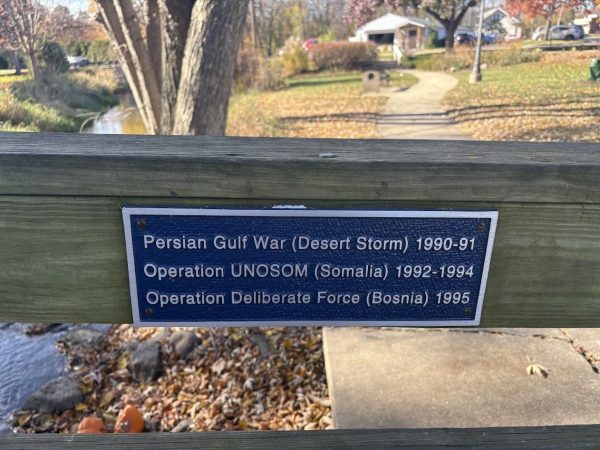 Persian Gulf War (Desert Storm) 1990-91
Operation UNOSOM (Somalia) 1992-1994
Operation Deliberate Force (Bosnia) 1995